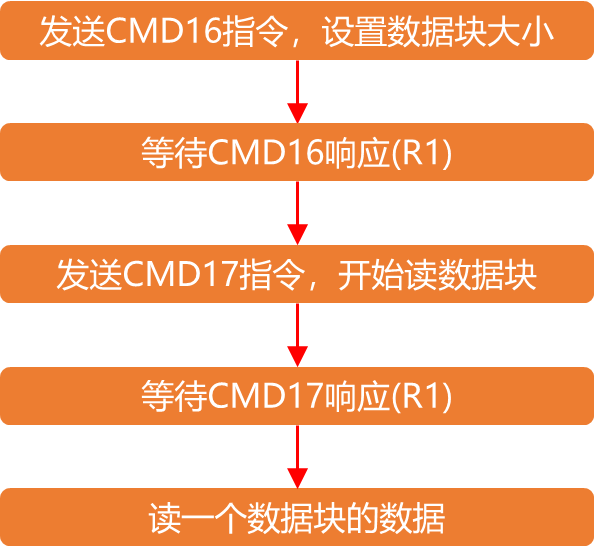 发送CMD16指令，设置数据块大小
等待CMD16响应(R1)
发送CMD17指令，开始读数据块
等待CMD17响应(R1)
读一个数据块的数据